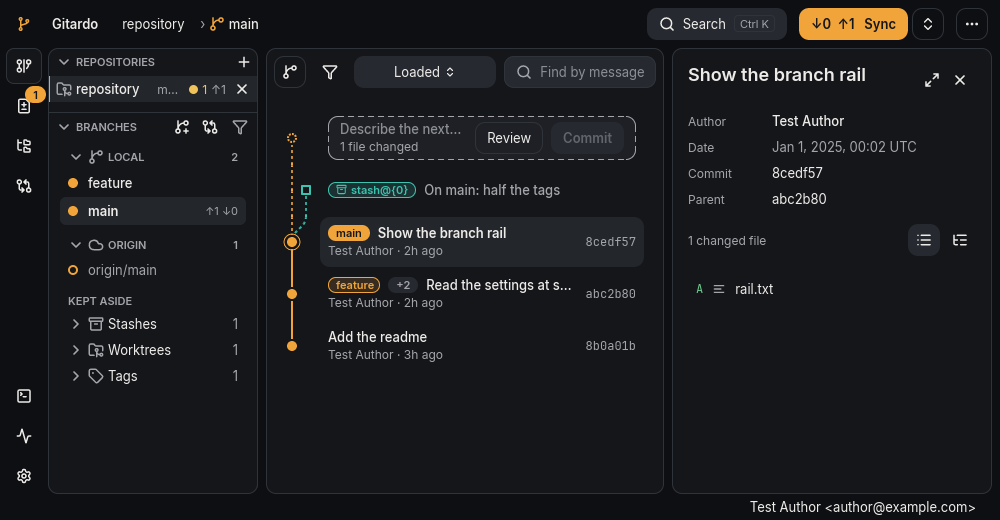 Gitardo repository › main Search Ctrl K ↓0 ↑1 Sync
REPOSITORIES
repository m... 1 ↑1
1
BRANCHES
LOCAL 2
feature
main ↑1 ↓0
ORIGIN 1
origin/main
KEPT ASIDE
Stashes 1
Worktrees 1
Tags 1
Loaded Find by message
Describe the next...
1 file changed
Review Commit
stash@{0} On main: half the tags
main Show the branch rail
Test Author · 2h ago 8cedf57
feature +2 Read the settings at s...
Test Author · 2h ago abc2b80
Add the readme
Test Author · 3h ago 8b0a01b
Show the branch rail
Author Test Author
Date Jan 1, 2025, 00:02 UTC
Commit 8cedf57
Parent abc2b80
1 changed file
A rail.txt
Test Author <author@example.com>